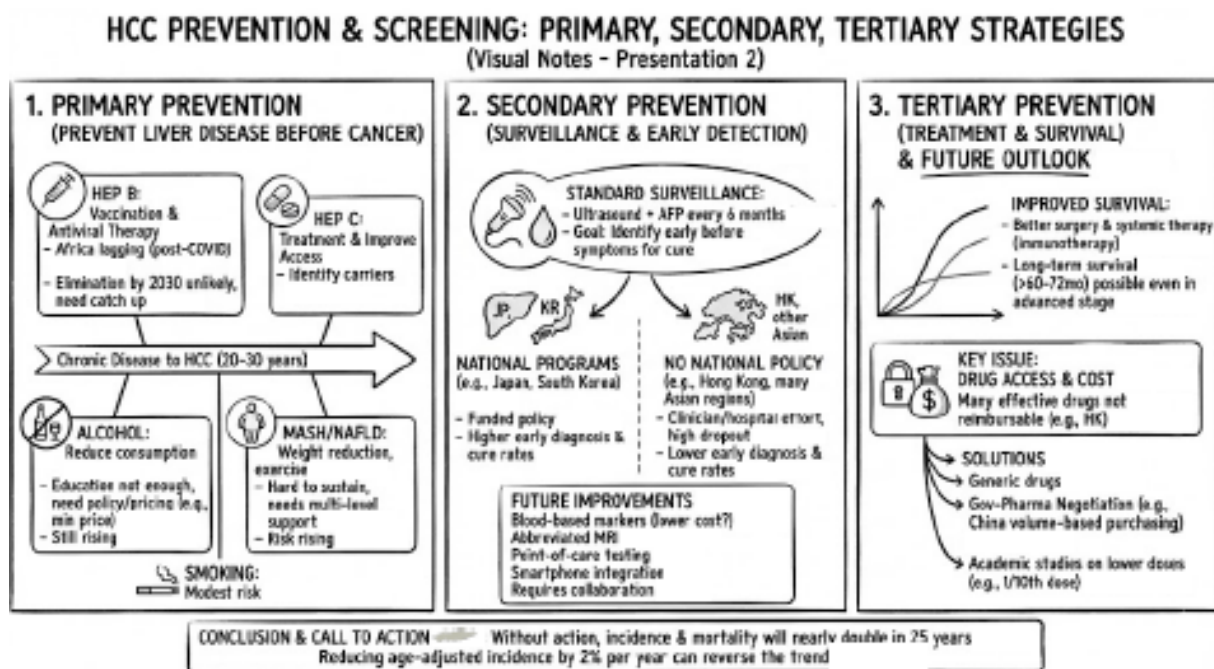 HCC PREVENTION & SCREENING: PRIMARY, SECONDARY, TERTIARY STRATEGIES
(Visual Notes - Presentation 2)
1. PRIMARY PREVENTION
(PREVENT LIVER DISEASE BEFORE CANCER)
HEP B:
Vaccination &
Antiviral Therapy
- Africa lagging (post-COVID)
- Elimination by 2030 unlikely,
need catch up
HEP C:
Treatment & Improve
Access
- Identify carriers
Chronic Disease to HCC (20-30 years)
ALCOHOL:
Reduce consumption
- Education not enough,
need policy/pricing (e.g.,
min price)
- Still rising
MASH/NAFLD:
Weight reduction,
exercise
- Hard to sustain,
needs multi-level
support
- Risk rising
SMOKING:
Modest risk
2. SECONDARY PREVENTION
(SURVEILLANCE & EARLY DETECTION)
STANDARD SURVEILLANCE:
- Ultrasound + AFP every 6 months
- Goal: Identify early before
symptoms for cure
JP.
KR
HK,
other
Asian
NATIONAL PROGRAMS
(e.g., Japan, South Korea)
- Funded policy
- Higher early diagnosis &
cure rates
NO NATIONAL POLICY
(e.g., Hong Kong, many
Asian regions)
- Clinician/hospital effort,
high dropout
- Lower early diagnosis &
cure rates
FUTURE IMPROVEMENTS
Blood-based markers (lower cost?)
Abbreviated MRI
Point-of-care testing
Smartphone integration
Requires collaboration
3. TERTIARY PREVENTION
(TREATMENT & SURVIVAL)
& FUTURE OUTLOOK
IMPROVED SURVIVAL:
- Better surgery & systemic therapy
(immunotherapy)
- Long-term survival
(>60-72mo) possible even in
advanced stage
KEY ISSUE:
DRUG ACCESS & COST
Many effective drugs not
reimbursable (e.g., HK)
$
SOLUTIONS
Generic drugs
Gov-Pharma Negotiation (e.g.,
China volume-based purchasing)
Academic studies on lower doses
(e.g., 1/10th dose)
CONCLUSION & CALL TO ACTION Without action, incidence & mortality will nearly double in 25 years
Reducing age-adjusted incidence by 2% per year can reverse the trend